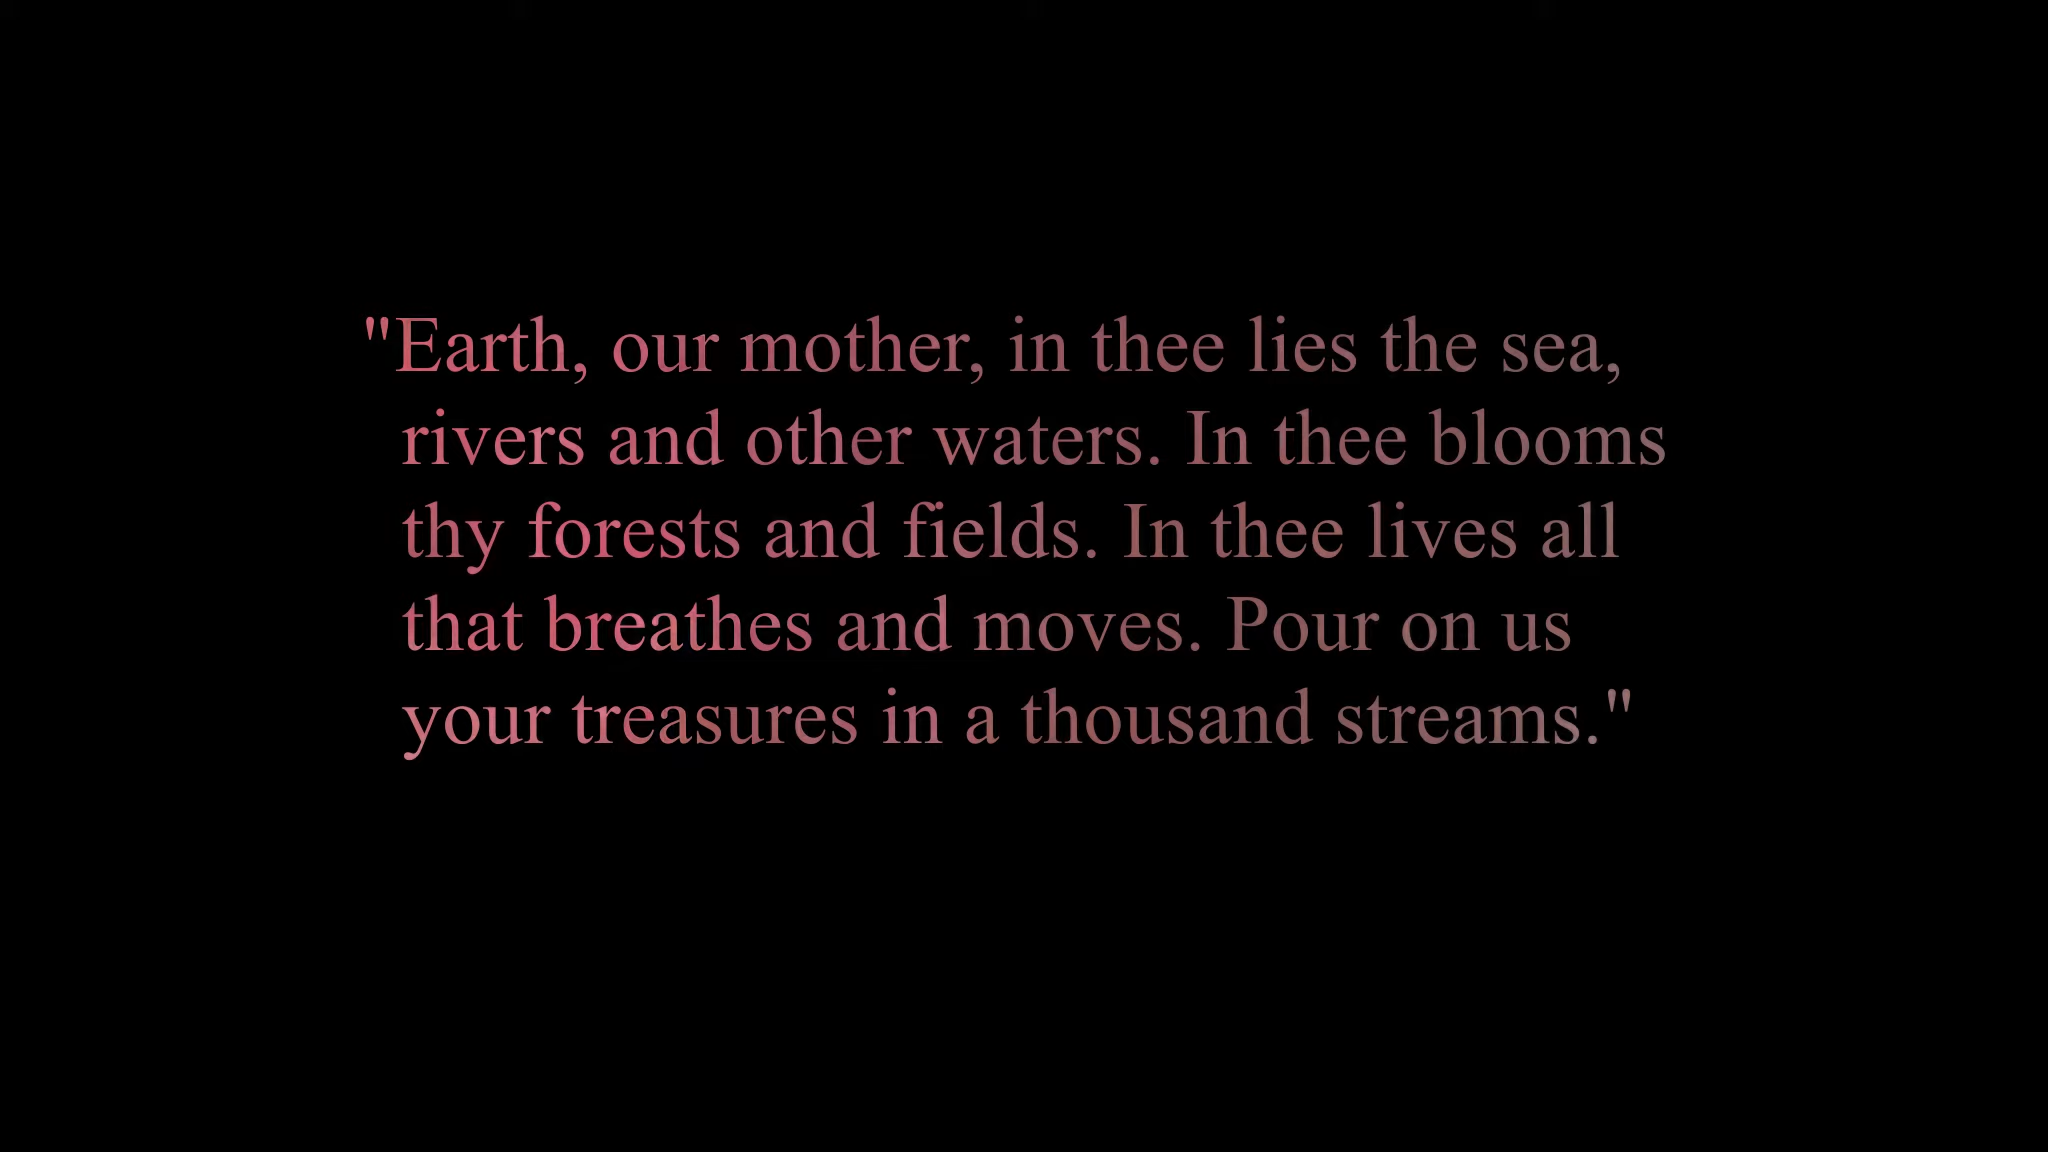 "Earth, our mother, in thee lies the sea,
rivers and other waters. In thee blooms
thy forests and fields. In thee lives all
that breathes and moves. Pour on us
your treasures in a thousand streams."